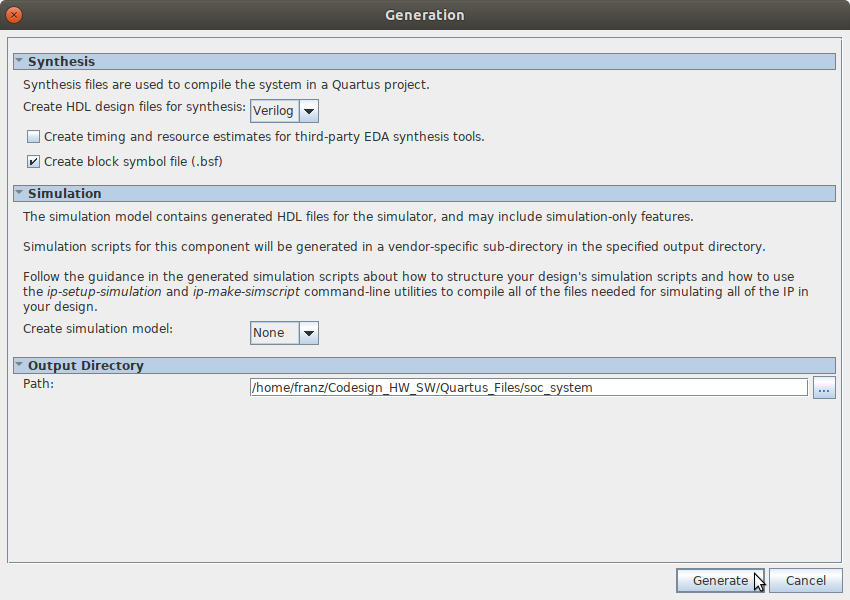 Generation
Synthesis
Synthesis files are used to compile the system in a Quartus project.
Create HDL design files for synthesis: Verilog
Create timing and resource estimates for third-party EDA synthesis tools.
Create block symbol file (.bsf)
Simulation
The simulation model contains generated HDL files for the simulator, and may include simulation-only features.
Simulation scripts for this component will be generated in a vendor-specific sub-directory in the specified output directory.
Follow the guidance in the generated simulation scripts about how to structure your design's simulation scripts and how to use
the ip-setup-simulation and ip-make-simscript command-line utilities to compile all of the files needed for simulating all of the IP in
your design.
Create simulation model: None
Output Directory
Path: /home/franz/Codesign_HW_SW/Quartus_Files/soc_system ...
Generate Cancel